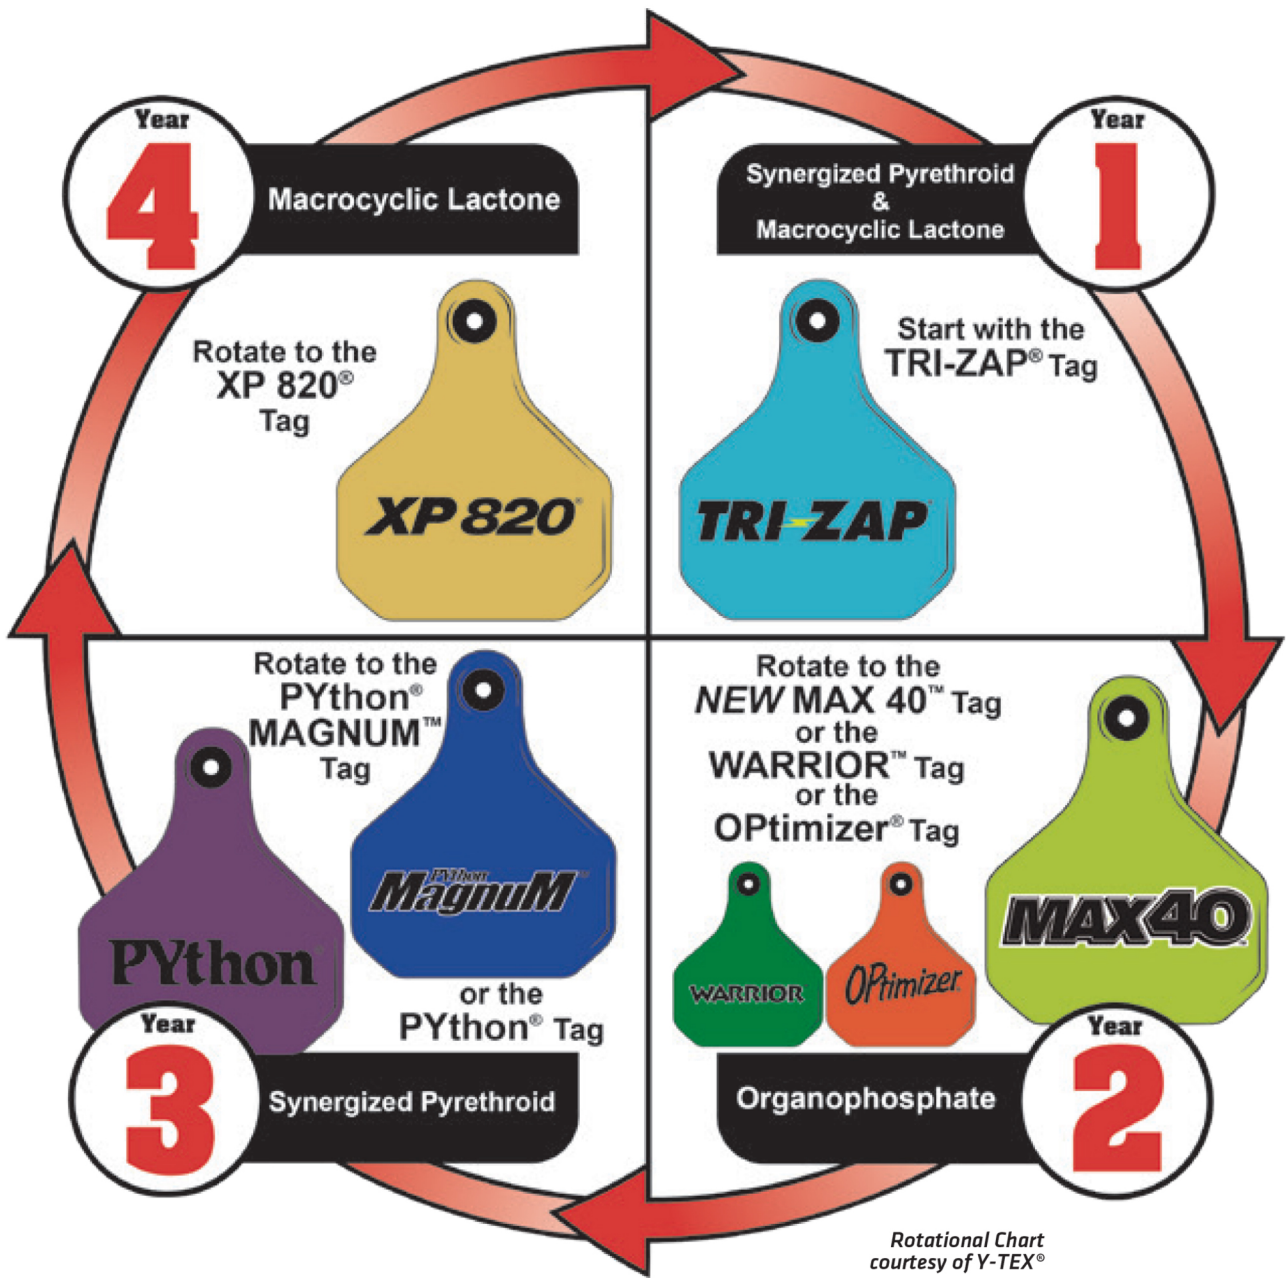 Year
4
Macrocyclic Lactone
Rotate to the
XP 820®
Tag
XP 820®
Year
1
Synergized Pyrethroid
&
Macrocyclic Lactone
Start with the
TRI-ZAP® Tag
TRI-ZAP
Rotate to the
NEW MAX 40™ Tag
or the
WARRIOR™ Tag
or the
OPtimizer® Tag
WARRIOR
OPtimizer
MAX40
Year
2
Organophosphate
Rotate to the
PYthon®
MAGNUM™
Tag
PYthon
MagnuM™
PYthon
or the
PYthon® Tag
Year
3
Synergized Pyrethroid
Rotational Chart
courtesy of Y-TEX®